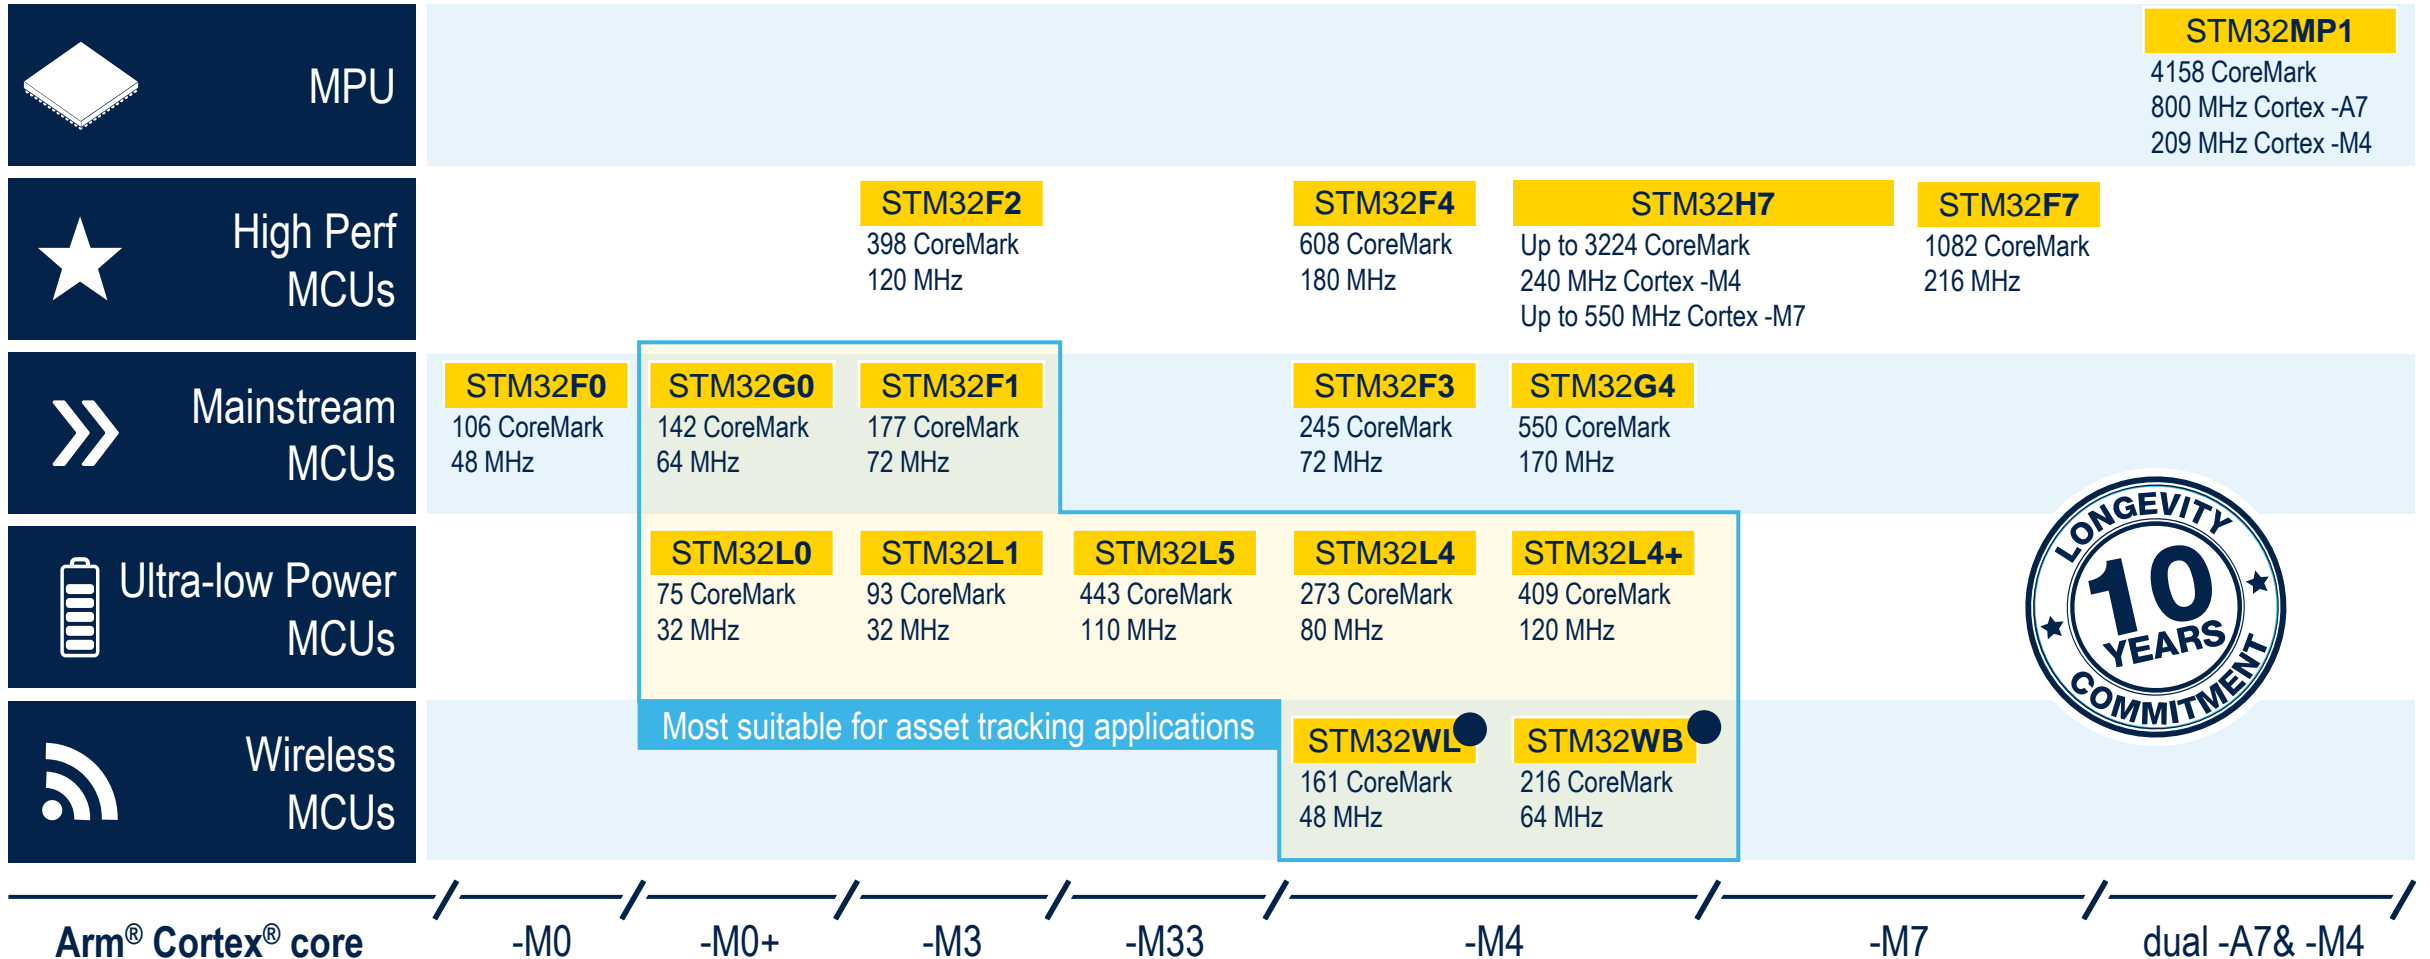 MPU
STM32MP1
4158 CoreMark
800 MHz Cortex -A7
209 MHz Cortex -M4
High Perf
MCUs
STM32F2
398 CoreMark
120 MHz
STM32F4
608 CoreMark
180 MHz
STM32H7
Up to 3224 CoreMark
240 MHz Cortex -M4
Up to 550 MHz Cortex -M7
STM32F7
1082 CoreMark
216 MHz
Mainstream
MCUs
STM32F0
106 CoreMark
48 MHz
STM32G0
142 CoreMark
64 MHz
STM32F1
177 CoreMark
72 MHz
STM32F3
245 CoreMark
72 MHz
STM32G4
550 CoreMark
170 MHz
Ultra-low Power
MCUs
STM32L0
75 CoreMark
32 MHz
STM32L1
93 CoreMark
32 MHz
STM32L5
443 CoreMark
110 MHz
STM32L4
273 CoreMark
80 MHz
STM32L4+
409 CoreMark
120 MHz
LONGEVITY
10
YEARS
COMMITMENT
Wireless
MCUs
Most suitable for asset tracking applications
STM32WL
161 CoreMark
48 MHz
STM32WB
216 CoreMark
64 MHz
Arm® Cortex® core
-M0
-M0+
-M3
-M33
-M4
-M7
dual -A7& -M4